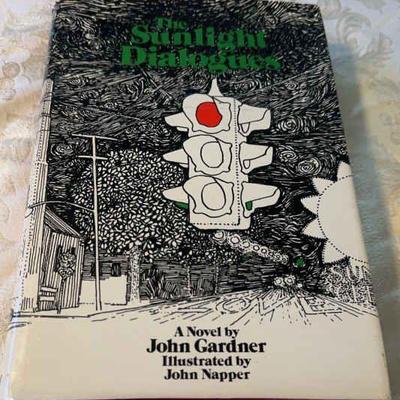 The
Sunlight
Dialogues
A Novel by
John Gardner
Illustrated by
John Napper